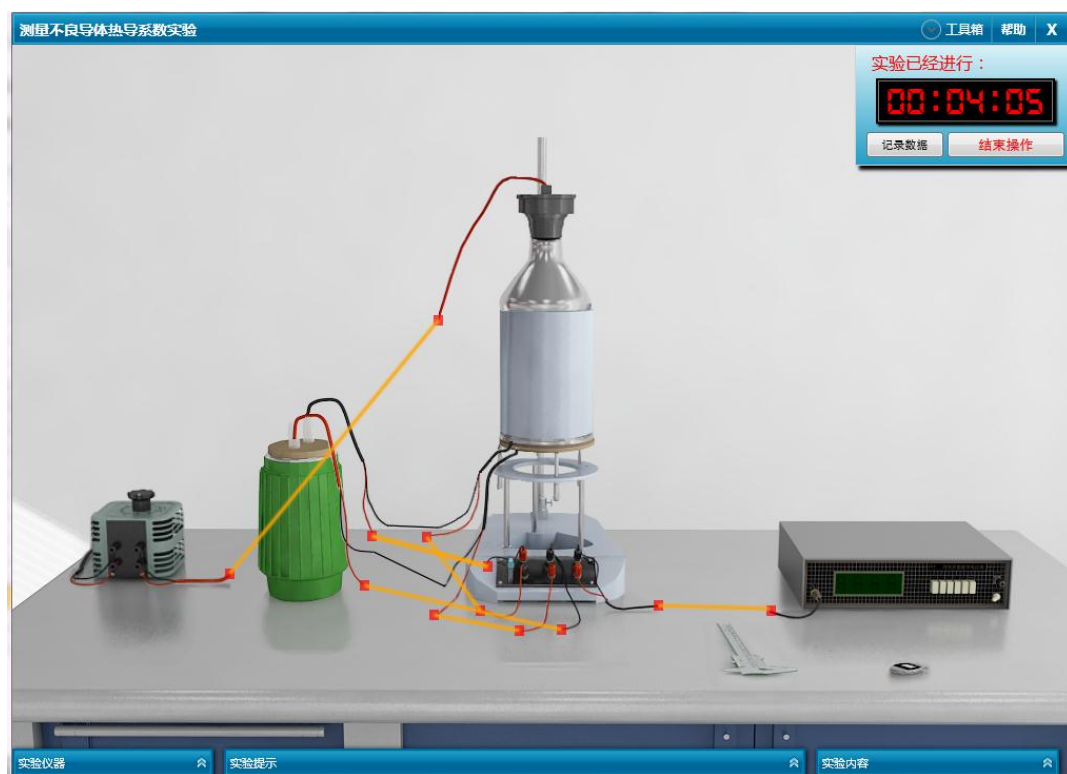 测量不良导体热导系数实验
工具箱 帮助 X
实验已经进行：
00:04:05
记录数据 结束操作
实验仪器 实验提示 实验内容